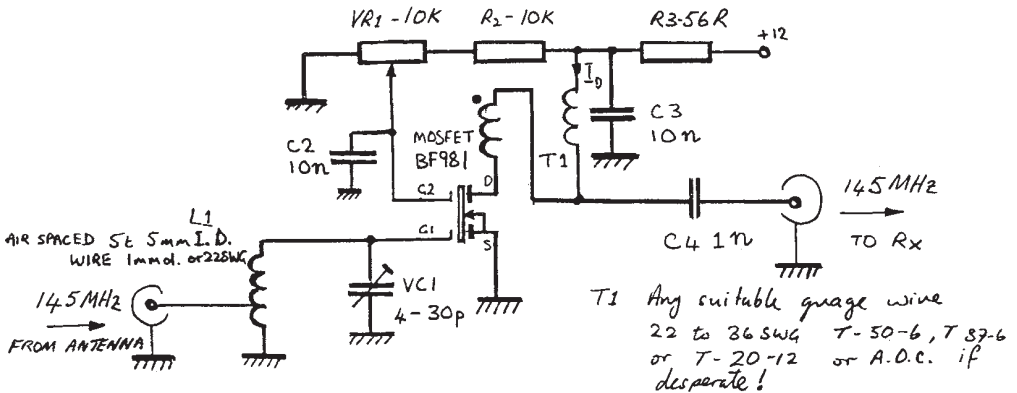 VR1 - 10K
R2 - 10K
R3 - 56R
+12
ID
C3
10n
C2
10n
MOSFET
BF981
T1
D
G2
G1
S
145MHz
TO Rx
C4 1n
L1
AIR SPACED 5t 5mm I.D.
WIRE 1mmd. or 22SWG
VC1
4-30p
145MHz
FROM ANTENNA
T1 Any suitable guage wire
22 to 36 SWG T-50-6, T 37-6
or T-20-12 or A.O.C. if
desperate!